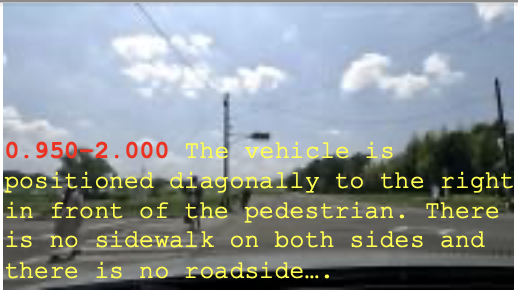 0.950–2.000 The vehicle is
positioned diagonally to the right
in front of the pedestrian. There
is no sidewalk on both sides and
there is no roadside….